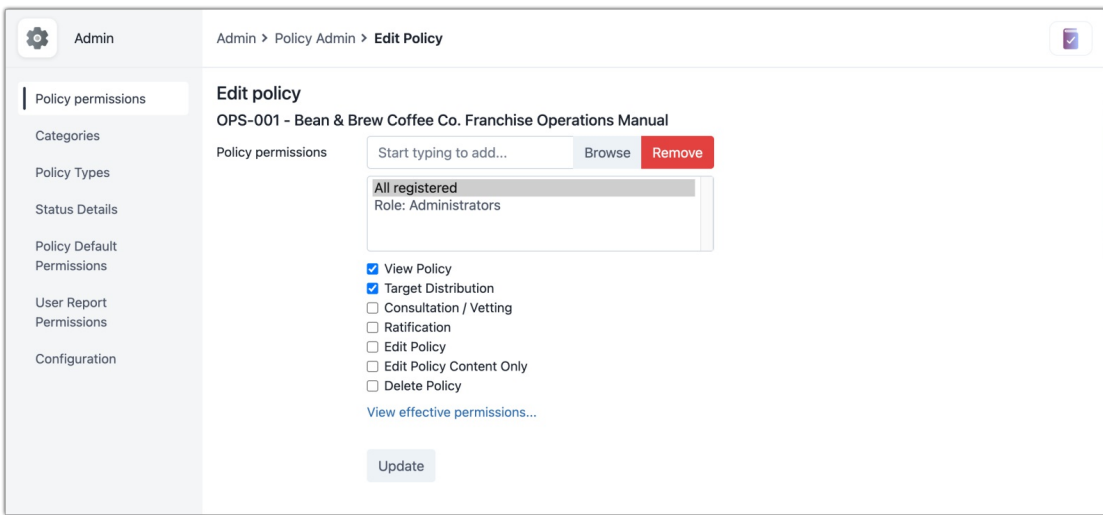 Admin
Admin > Policy Admin > Edit Policy
Policy permissions
Categories
Policy Types
Status Details
Policy Default
Permissions
User Report
Permissions
Configuration
Edit policy
OPS-001 - Bean & Brew Coffee Co. Franchise Operations Manual
Policy permissions
Start typing to add...
Browse
Remove
All registered
Role: Administrators
View Policy
Target Distribution
Consultation / Vetting
Ratification
Edit Policy
Edit Policy Content Only
Delete Policy
View effective permissions...
Update